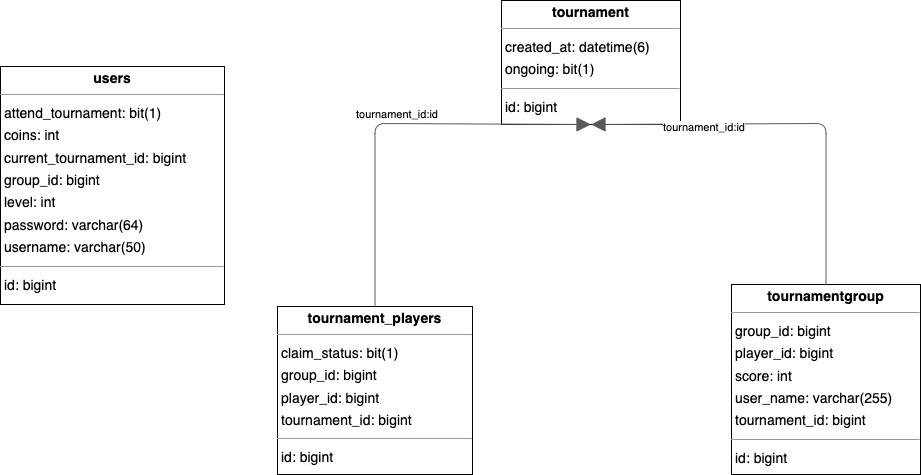 tournament
created_at: datetime(6)
ongoing: bit(1)
id: bigint
users
attend_tournament: bit(1)
coins: int
current_tournament_id: bigint
group_id: bigint
level: int
password: varchar(64)
username: varchar(50)
id: bigint
tournament_id:id
tournament_id:id
tournament_players
claim_status: bit(1)
group_id: bigint
player_id: bigint
tournament_id: bigint
id: bigint
tournamentgroup
group_id: bigint
player_id: bigint
score: int
user_name: varchar(255)
tournament_id: bigint
id: bigint